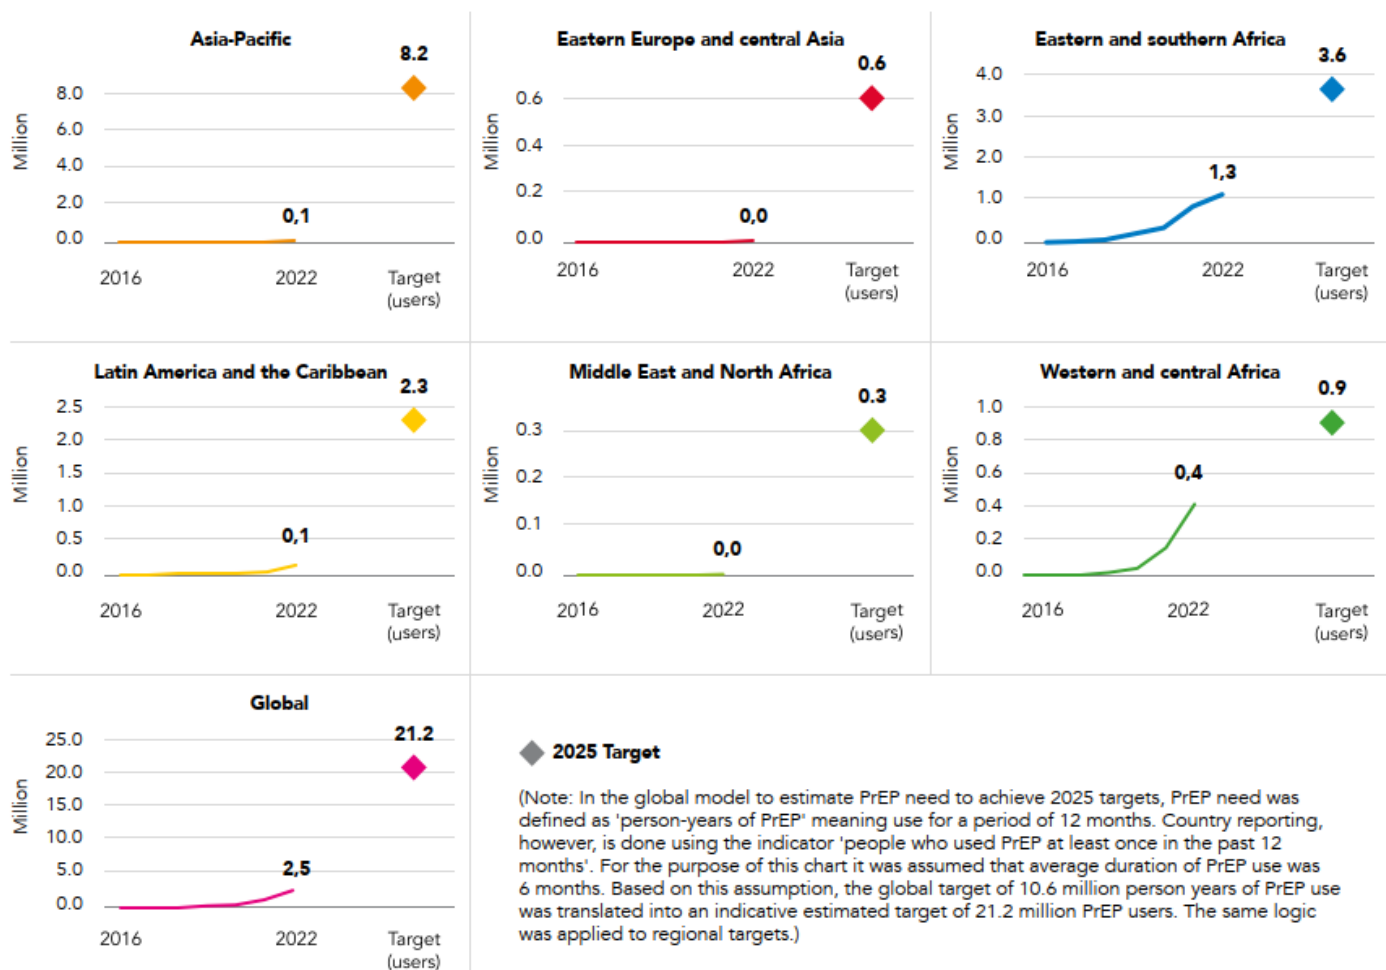 Asia-Pacific
8.2
8.0
6.0
4.0
2.0
0.0
Million
0,1
2016
2022
Target
(users)
Eastern Europe and central Asia
0.6
0.6
0.4
0.2
0.0
Million
0,0
2016
2022
Target
(users)
Eastern and southern Africa
3.6
4.0
3.0
2.0
1.0
0.0
Million
1,3
2016
2022
Target
(users)
Latin America and the Caribbean
2.3
2.5
2.0
1.5
1.0
0.5
0.0
Million
0,1
2016
2022
Target
(users)
Middle East and North Africa
0.3
0.3
0.2
0.1
0.0
Million
0,0
2016
2022
Target
(users)
Western and central Africa
0.9
1.0
0.8
0.6
0.4
0.2
0.0
Million
0,4
2016
2022
Target
(users)
Global
21.2
25.0
20.0
15.0
10.0
5.0
0.0
Million
2,5
2016
2022
Target
(users)
2025 Target
(Note: In the global model to estimate PrEP need to achieve 2025 targets, PrEP need was
defined as 'person-years of PrEP' meaning use for a period of 12 months. Country reporting,
however, is done using the indicator 'people who used PrEP at least once in the past 12
months'. For the purpose of this chart it was assumed that average duration of PrEP use was
6 months. Based on this assumption, the global target of 10.6 million person years of PrEP use
was translated into an indicative estimated target of 21.2 million PrEP users. The same logic
was applied to regional targets.)